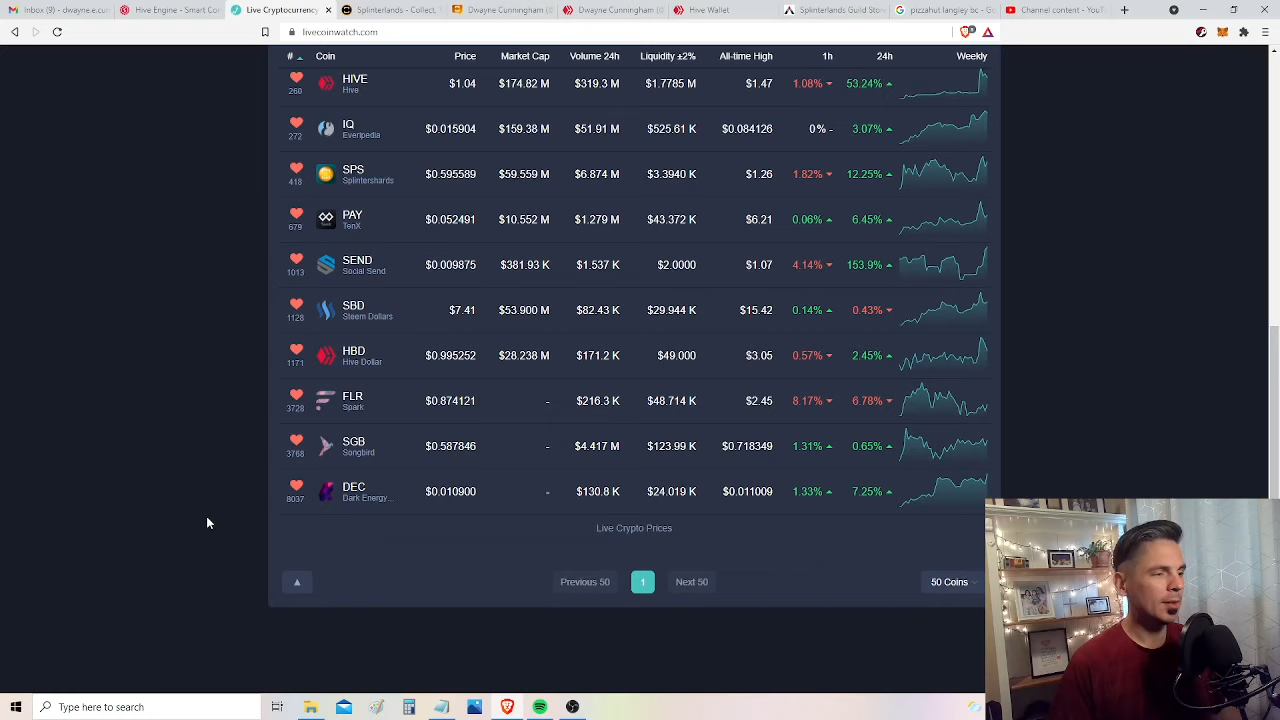 Inbox (9) - dwayne.cu
Hive Engine - Smart Con
Live Cryptocurrency
Splinterlands - Collect,
Dwayne Cunningham (
Dwayne Cunningham (
Hive Wallet
Splinterlands Guild Stov
pizzahut langley bc - Go
Channel content - YouTu
livecoinwatch.com
# Coin Price Market Cap Volume 24h Liquidity ±2% All-time High 1h 24h Weekly
260 HIVE Hive $1.04 $174.82 M $319.3 M $1.7785 M $1.47 1.08% 53.24%
272 IQ Everipedia $0.015904 $159.38 M $51.91 M $525.61 K $0.084126 0% - 3.07%
418 SPS Splintershards $0.595589 $59.559 M $6.874 M $3.3940 K $1.26 1.82% 12.25%
679 PAY TenX $0.052491 $10.552 M $1.279 M $43.372 K $6.21 0.06% 6.45%
1013 SEND Social Send $0.009875 $381.93 K $1.537 K $2.0000 $1.07 4.14% 153.9%
1128 SBD Steem Dollars $7.41 $53.900 M $82.43 K $29.944 K $15.42 0.14% 0.43%
1171 HBD Hive Dollar $0.995252 $28.238 M $171.2 K $49.000 $3.05 0.57% 2.45%
3728 FLR Spark $0.874121 - $216.3 K $48.714 K $2.45 8.17% 6.78%
3768 SGB Songbird $0.587846 - $4.417 M $123.99 K $0.718349 1.31% 0.65%
8037 DEC Dark Energy... $0.010900 - $130.8 K $24.019 K $0.011009 1.33% 7.25%
Live Crypto Prices
Previous 50 1 Next 50 50 Coins
Type here to search